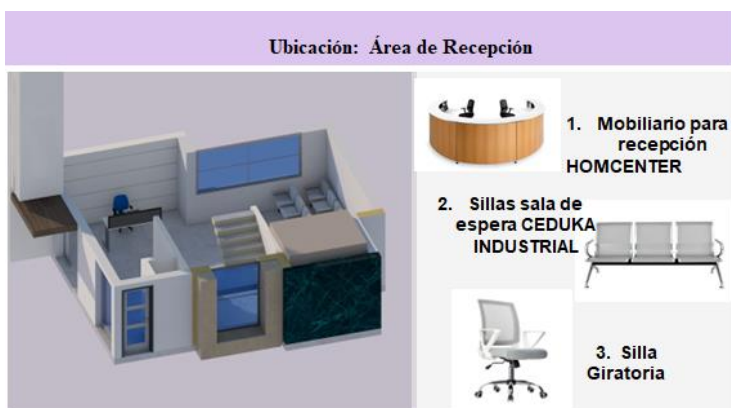 Ubicación: Área de Recepción
1. Mobiliario para
recepción
HOMCENTER
2. Sillas sala de
espera CEDUKA
INDUSTRIAL
3. Silla
Giratoria